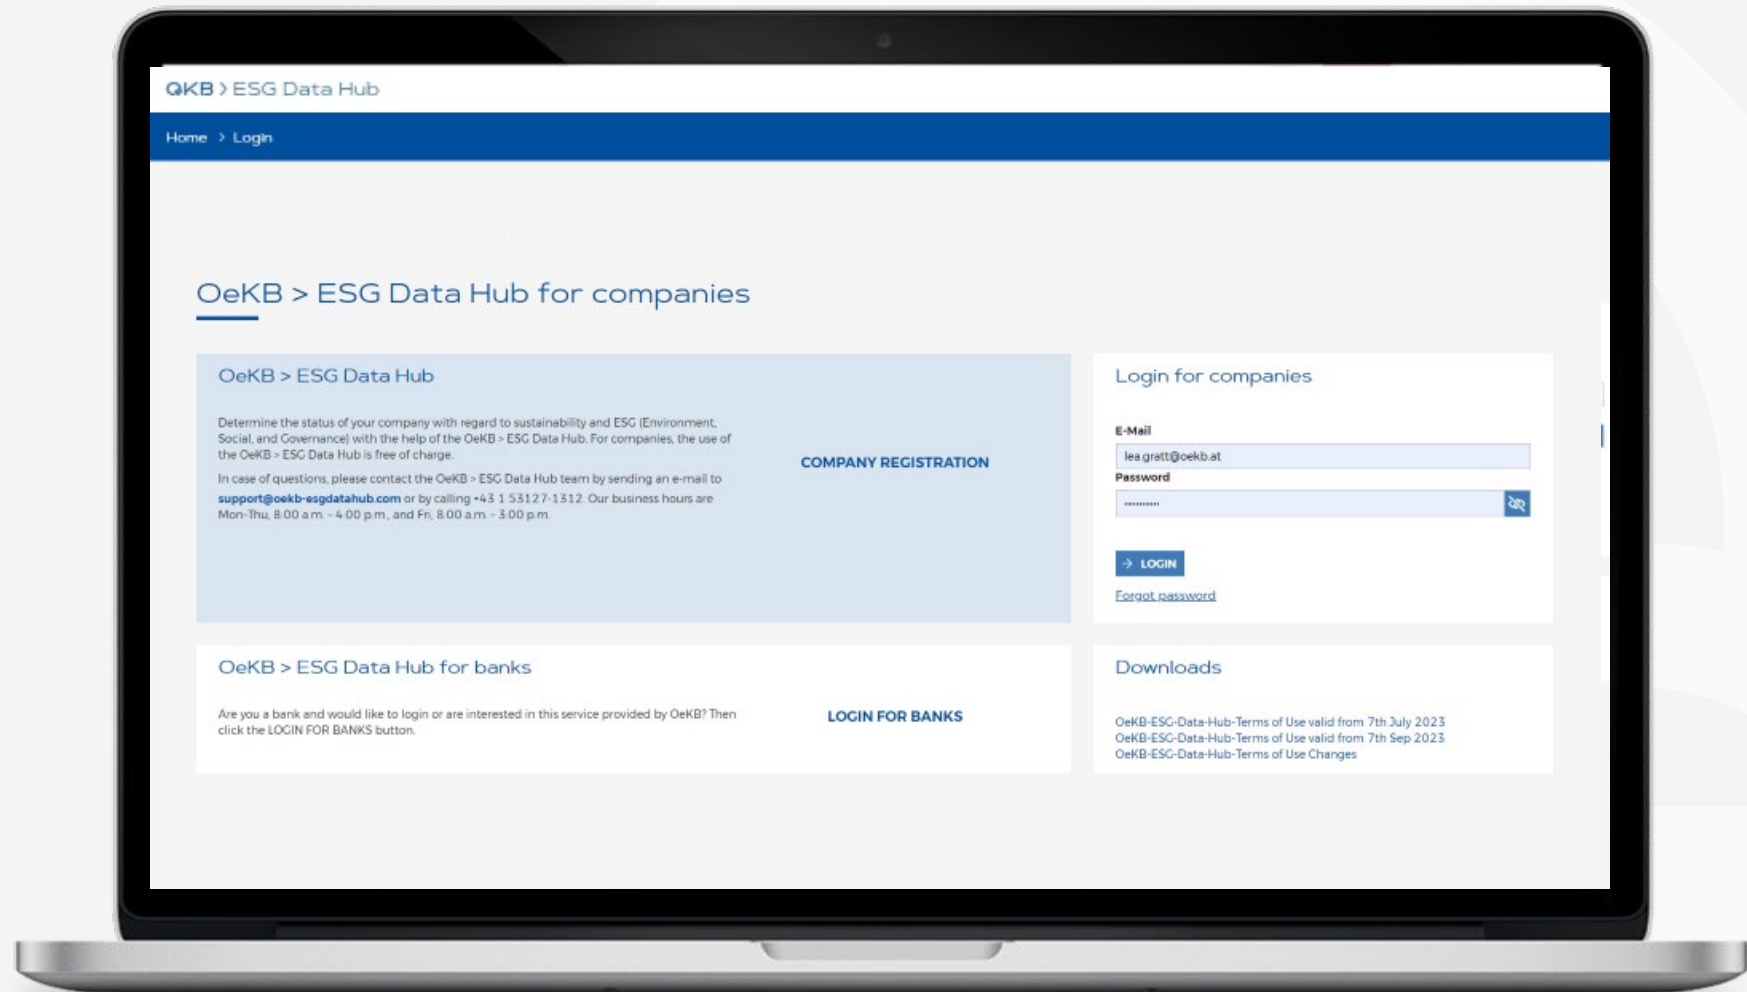 OKB > ESG Data Hub
Home > Login
OeKB > ESG Data Hub for companies
OeKB > ESG Data Hub
Determine the status of your company with regard to sustainability and ESG (Environment,
Social, and Governance) with the help of the OeKB > ESG Data Hub. For companies, the use of
the OeKB > ESG Data Hub is free of charge.
In case of questions, please contact the OeKB > ESG Data Hub team by sending an e-mail to
support@oekb-esgdatahub.com or by calling +43 1 53127-1312. Our business hours are
Mon-Thu, 8:00 a.m. – 4:00 p.m., and Fri, 8:00 a.m. – 3:00 p.m.
COMPANY REGISTRATION
Login for companies
E-Mail
lea.gratt@oekb.at
Password
→ LOGIN
Forgot password
OeKB > ESG Data Hub for banks
Are you a bank and would like to login or are interested in this service provided by OeKB? Then
click the LOGIN FOR BANKS button.
LOGIN FOR BANKS
Downloads
OeKB-ESG-Data-Hub-Terms of Use valid from 7th July 2023
OeKB-ESG-Data-Hub-Terms of Use valid from 7th Sep 2023
OeKB-ESG-Data-Hub-Terms of Use Changes